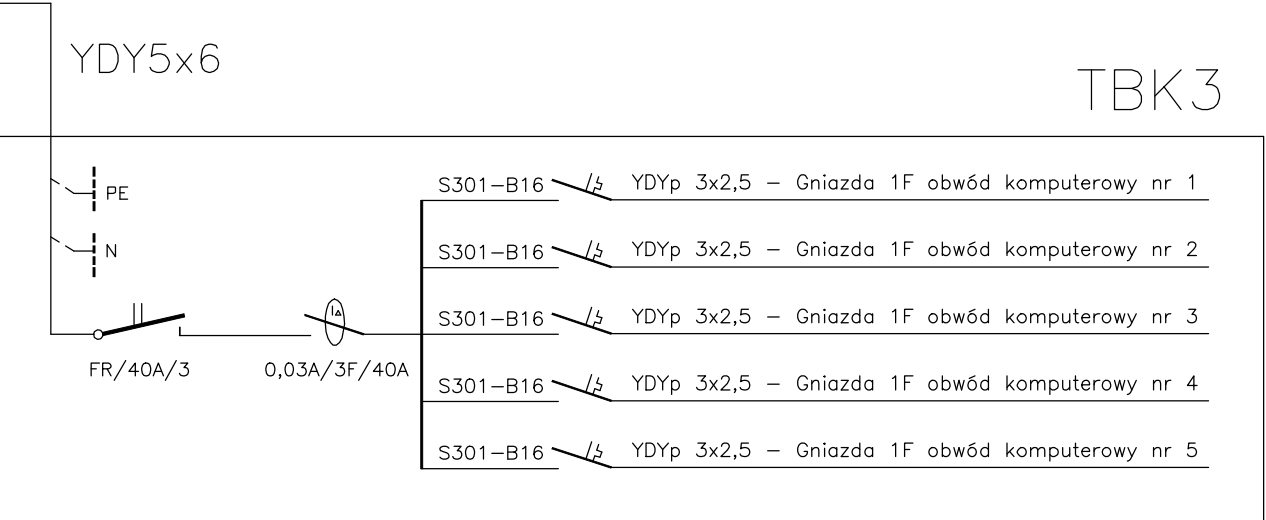 YDY5x6
TBK3
PE
N
FR/40A/3
0,03A/3F/40A
I△
S301-B16 YDYp 3x2,5 - Gniazda 1F obwód komputerowy nr 1
S301-B16 YDYp 3x2,5 - Gniazda 1F obwód komputerowy nr 2
S301-B16 YDYp 3x2,5 - Gniazda 1F obwód komputerowy nr 3
S301-B16 YDYp 3x2,5 - Gniazda 1F obwód komputerowy nr 4
S301-B16 YDYp 3x2,5 - Gniazda 1F obwód komputerowy nr 5